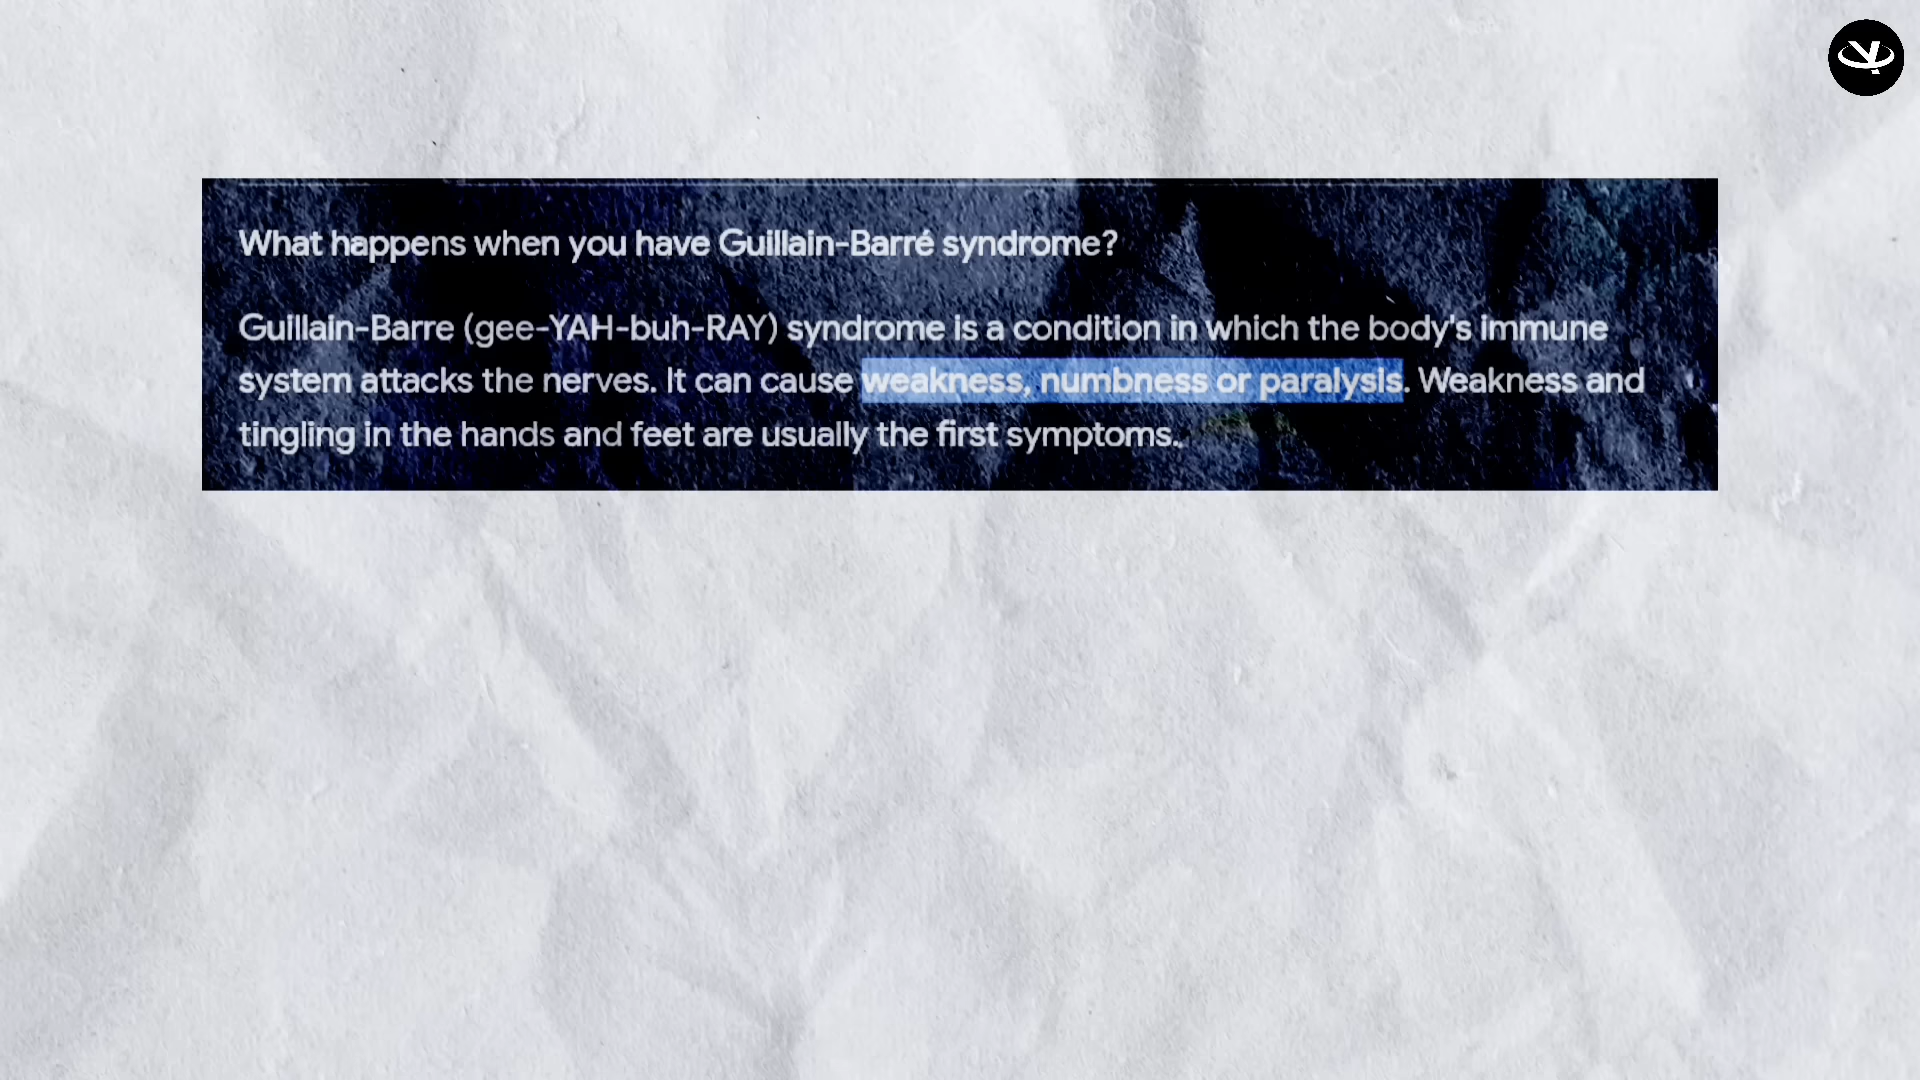 What happens when you have Guillain-Barré syndrome?
Guillain-Barre (gee-YAH-buh-RAY) syndrome is a condition in which the body's immune
system attacks the nerves. It can cause weakness, numbness or paralysis. Weakness and
tingling in the hands and feet are usually the first symptoms..